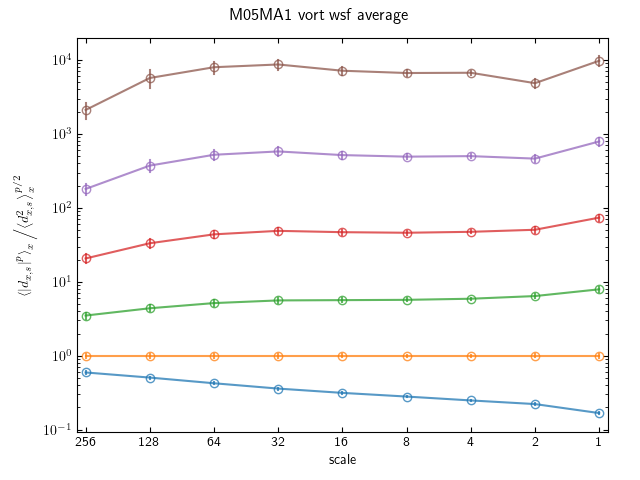 M05MA1 vort wsf average
⟨|d_{x,s}|^p⟩_x / ⟨d_{x,s}^2⟩_x^{p/2}
10^4
10^3
10^2
10^1
10^0
10^{-1}
256 128 64 32 16 8 4 2 1
scale